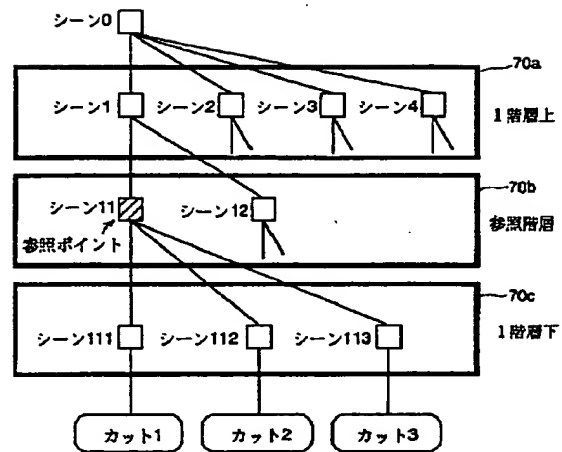 シーン0
70a
シーン1 シーン2 シーン3 シーン4 1階層上
70b
シーン11 シーン12 参照階層
参照ポイント
70c
シーン111 シーン112 シーン113 1階層下
カット1 カット2 カット3